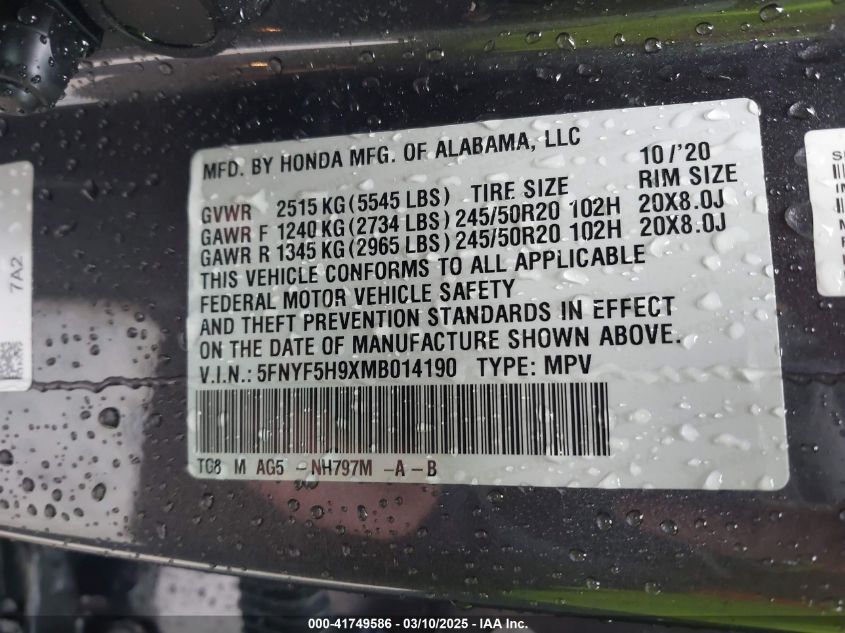 MFD. BY HONDA MFG. OF ALABAMA, LLC 10/'20
GVWR 2515 KG (5545 LBS) TIRE SIZE RIM SIZE
GAWR F 1240 KG (2734 LBS) 245/50R20 102H 20X8.0J
GAWR R 1345 KG (2965 LBS) 245/50R20 102H 20X8.0J
THIS VEHICLE CONFORMS TO ALL APPLICABLE
FEDERAL MOTOR VEHICLE SAFETY
AND THEFT PREVENTION STANDARDS IN EFFECT
ON THE DATE OF MANUFACTURE SHOWN ABOVE.
V.I.N.: 5FNYF5H9XMB014190 TYPE: MPV
TG8 M AG5 -NH797M -A -B
7A2
000-41749586 - 03/10/2025 - IAA Inc.